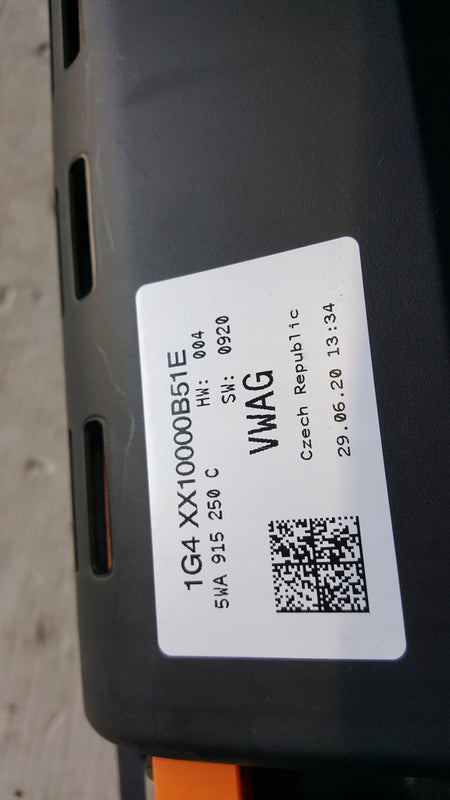 1G4 XX10000B51E
5WA 915 250 C HW: 004
SW: 0920
VWAG
Czech Republic
29.06.20 13:34